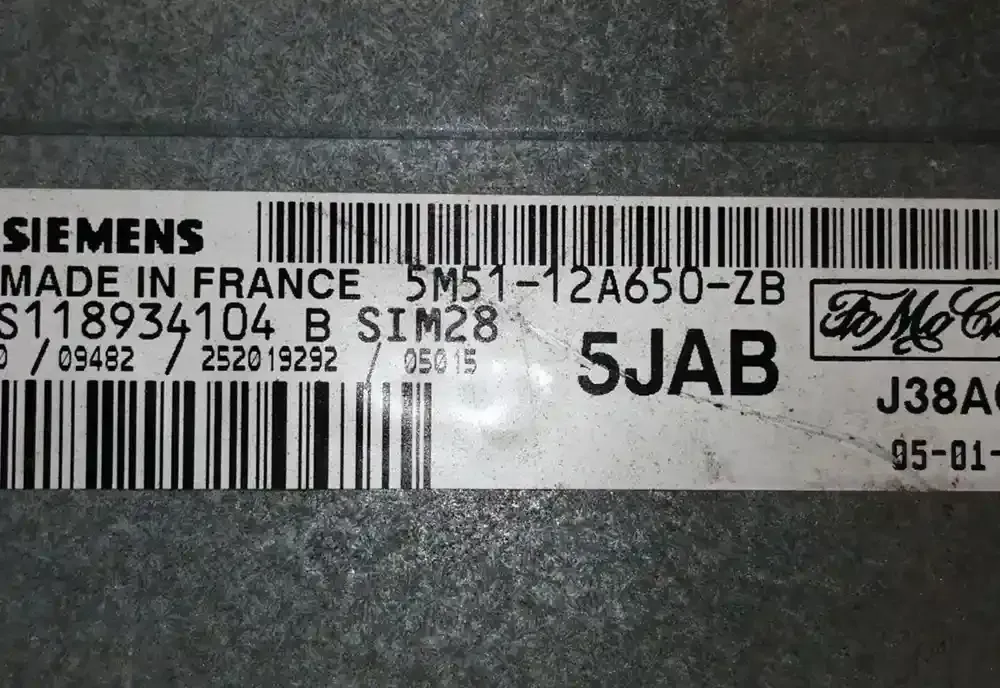 SIEMENS
MADE IN FRANCE 5M51-12A650-ZB
S118934104 B SIM28
/09482 /252019292 /05015
5JAB
FoMoCo
J38A
95-01-